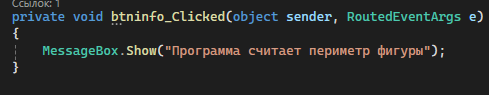 Ссылок: 1
private void btninfo_Clicked(object sender, RoutedEventArgs e)
{
MessageBox.Show("Программа считает периметр фигуры");
}